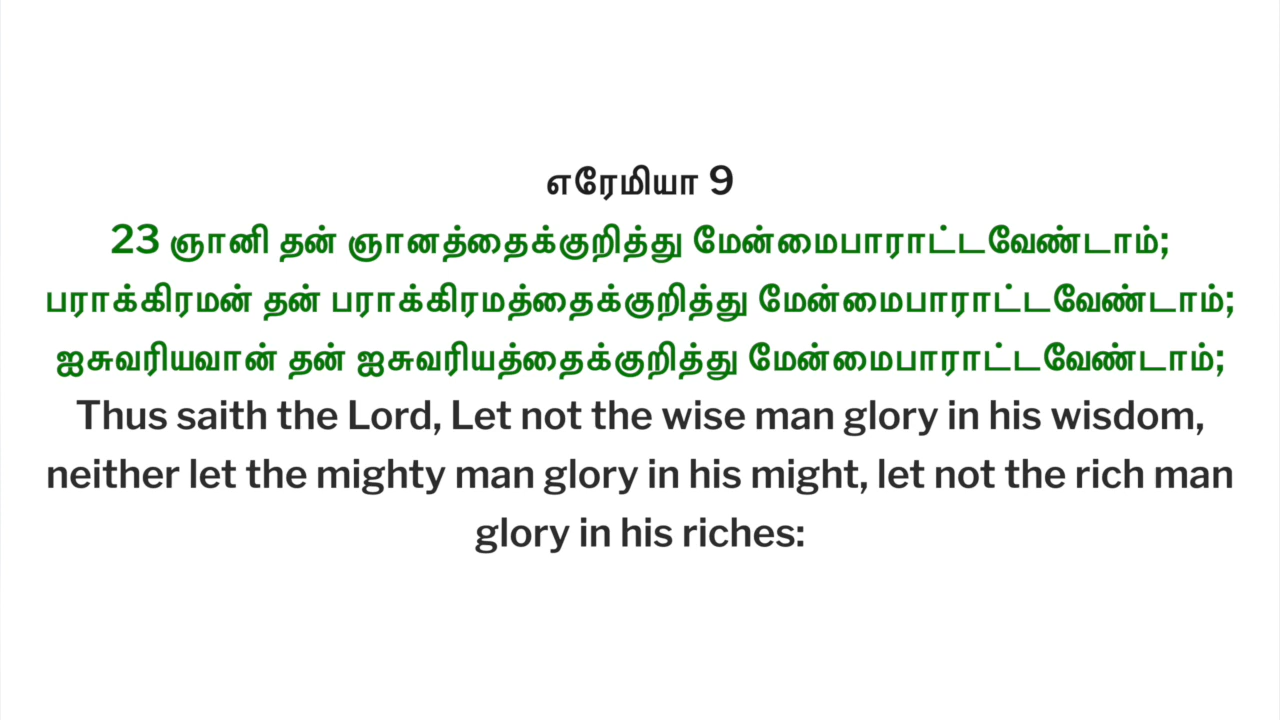 எரேமியா 9
23 ஞானி தன் ஞானத்தைக்குறித்து மேன்மைபாராட்டவேண்டாம்;
பராக்கிரமன் தன் பராக்கிரமத்தைக்குறித்து மேன்மைபாராட்டவேண்டாம்;
ஐசுவரியவான் தன் ஐசுவரியத்தைக்குறித்து மேன்மைபாராட்டவேண்டாம்;
Thus saith the Lord, Let not the wise man glory in his wisdom,
neither let the mighty man glory in his might, let not the rich man
glory in his riches: